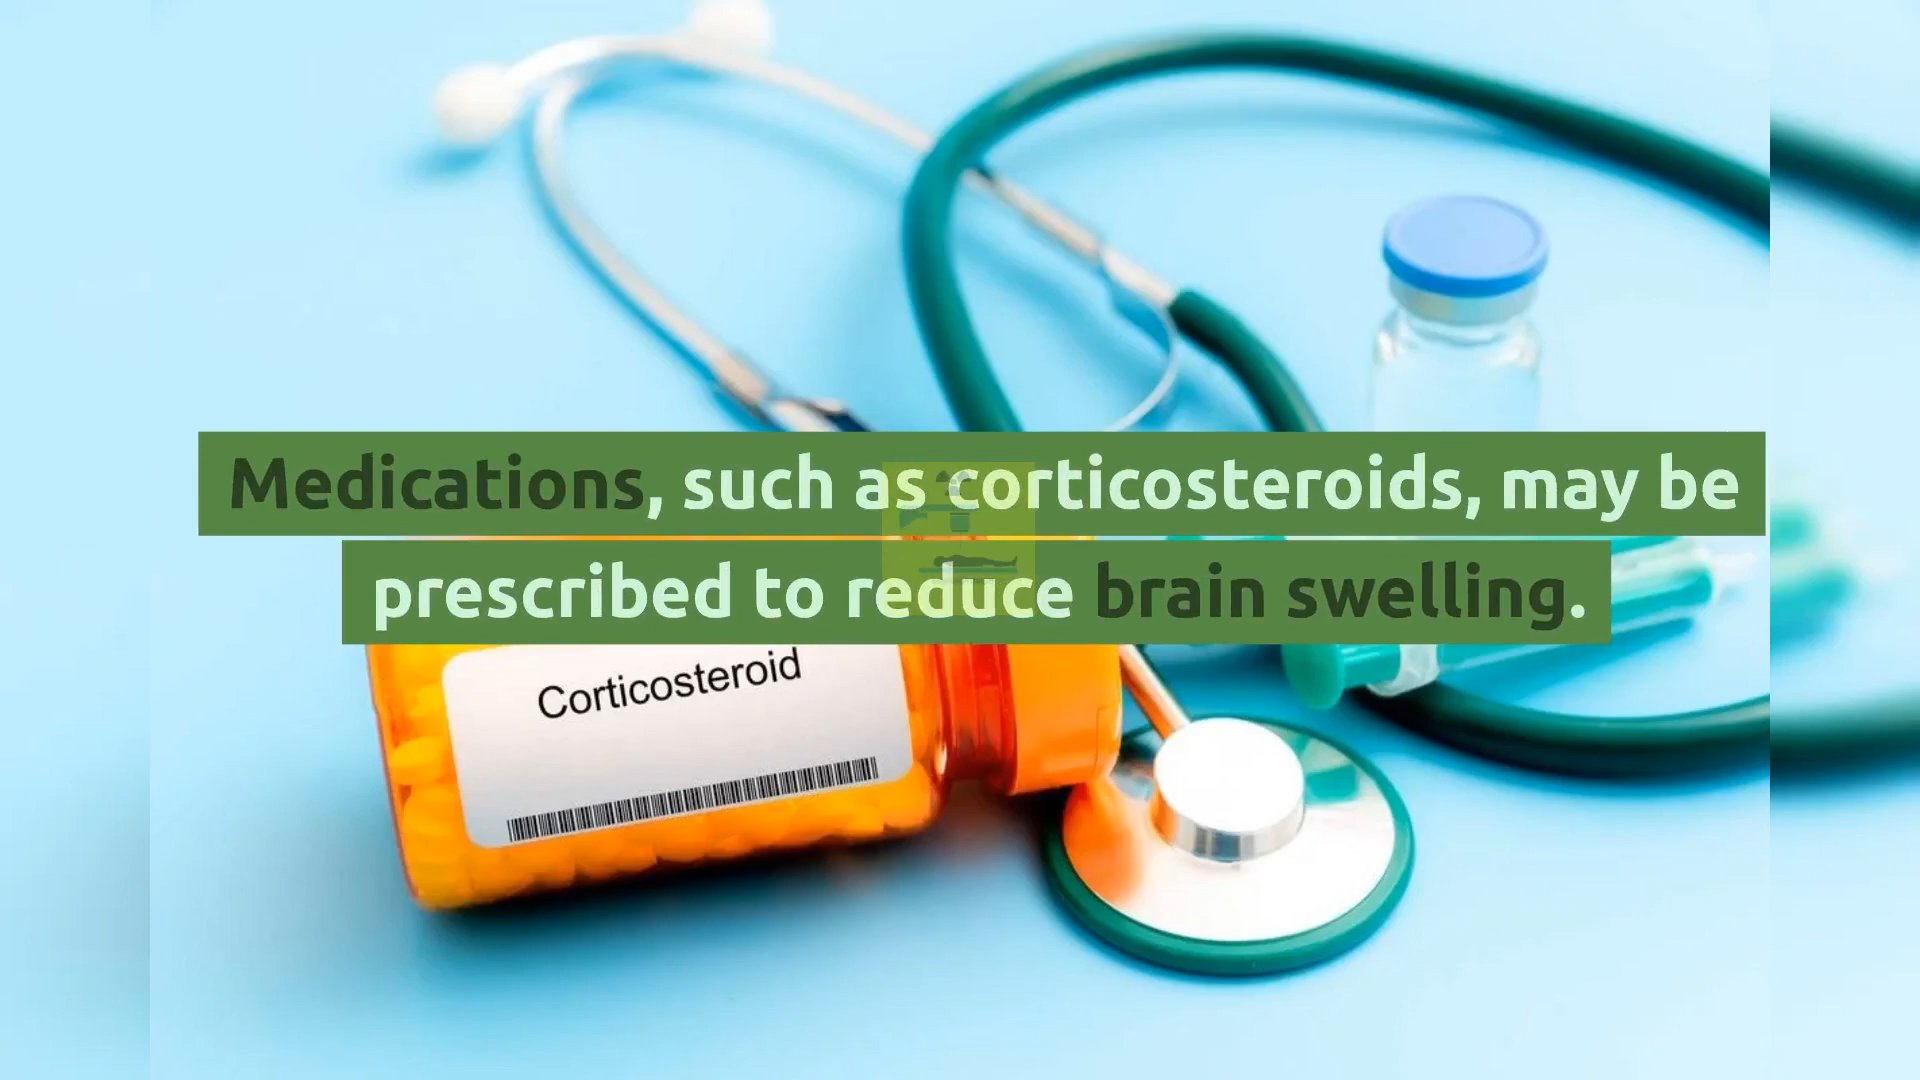 Medications, such as corticosteroids, may be
prescribed to reduce brain swelling.
Corticosteroid